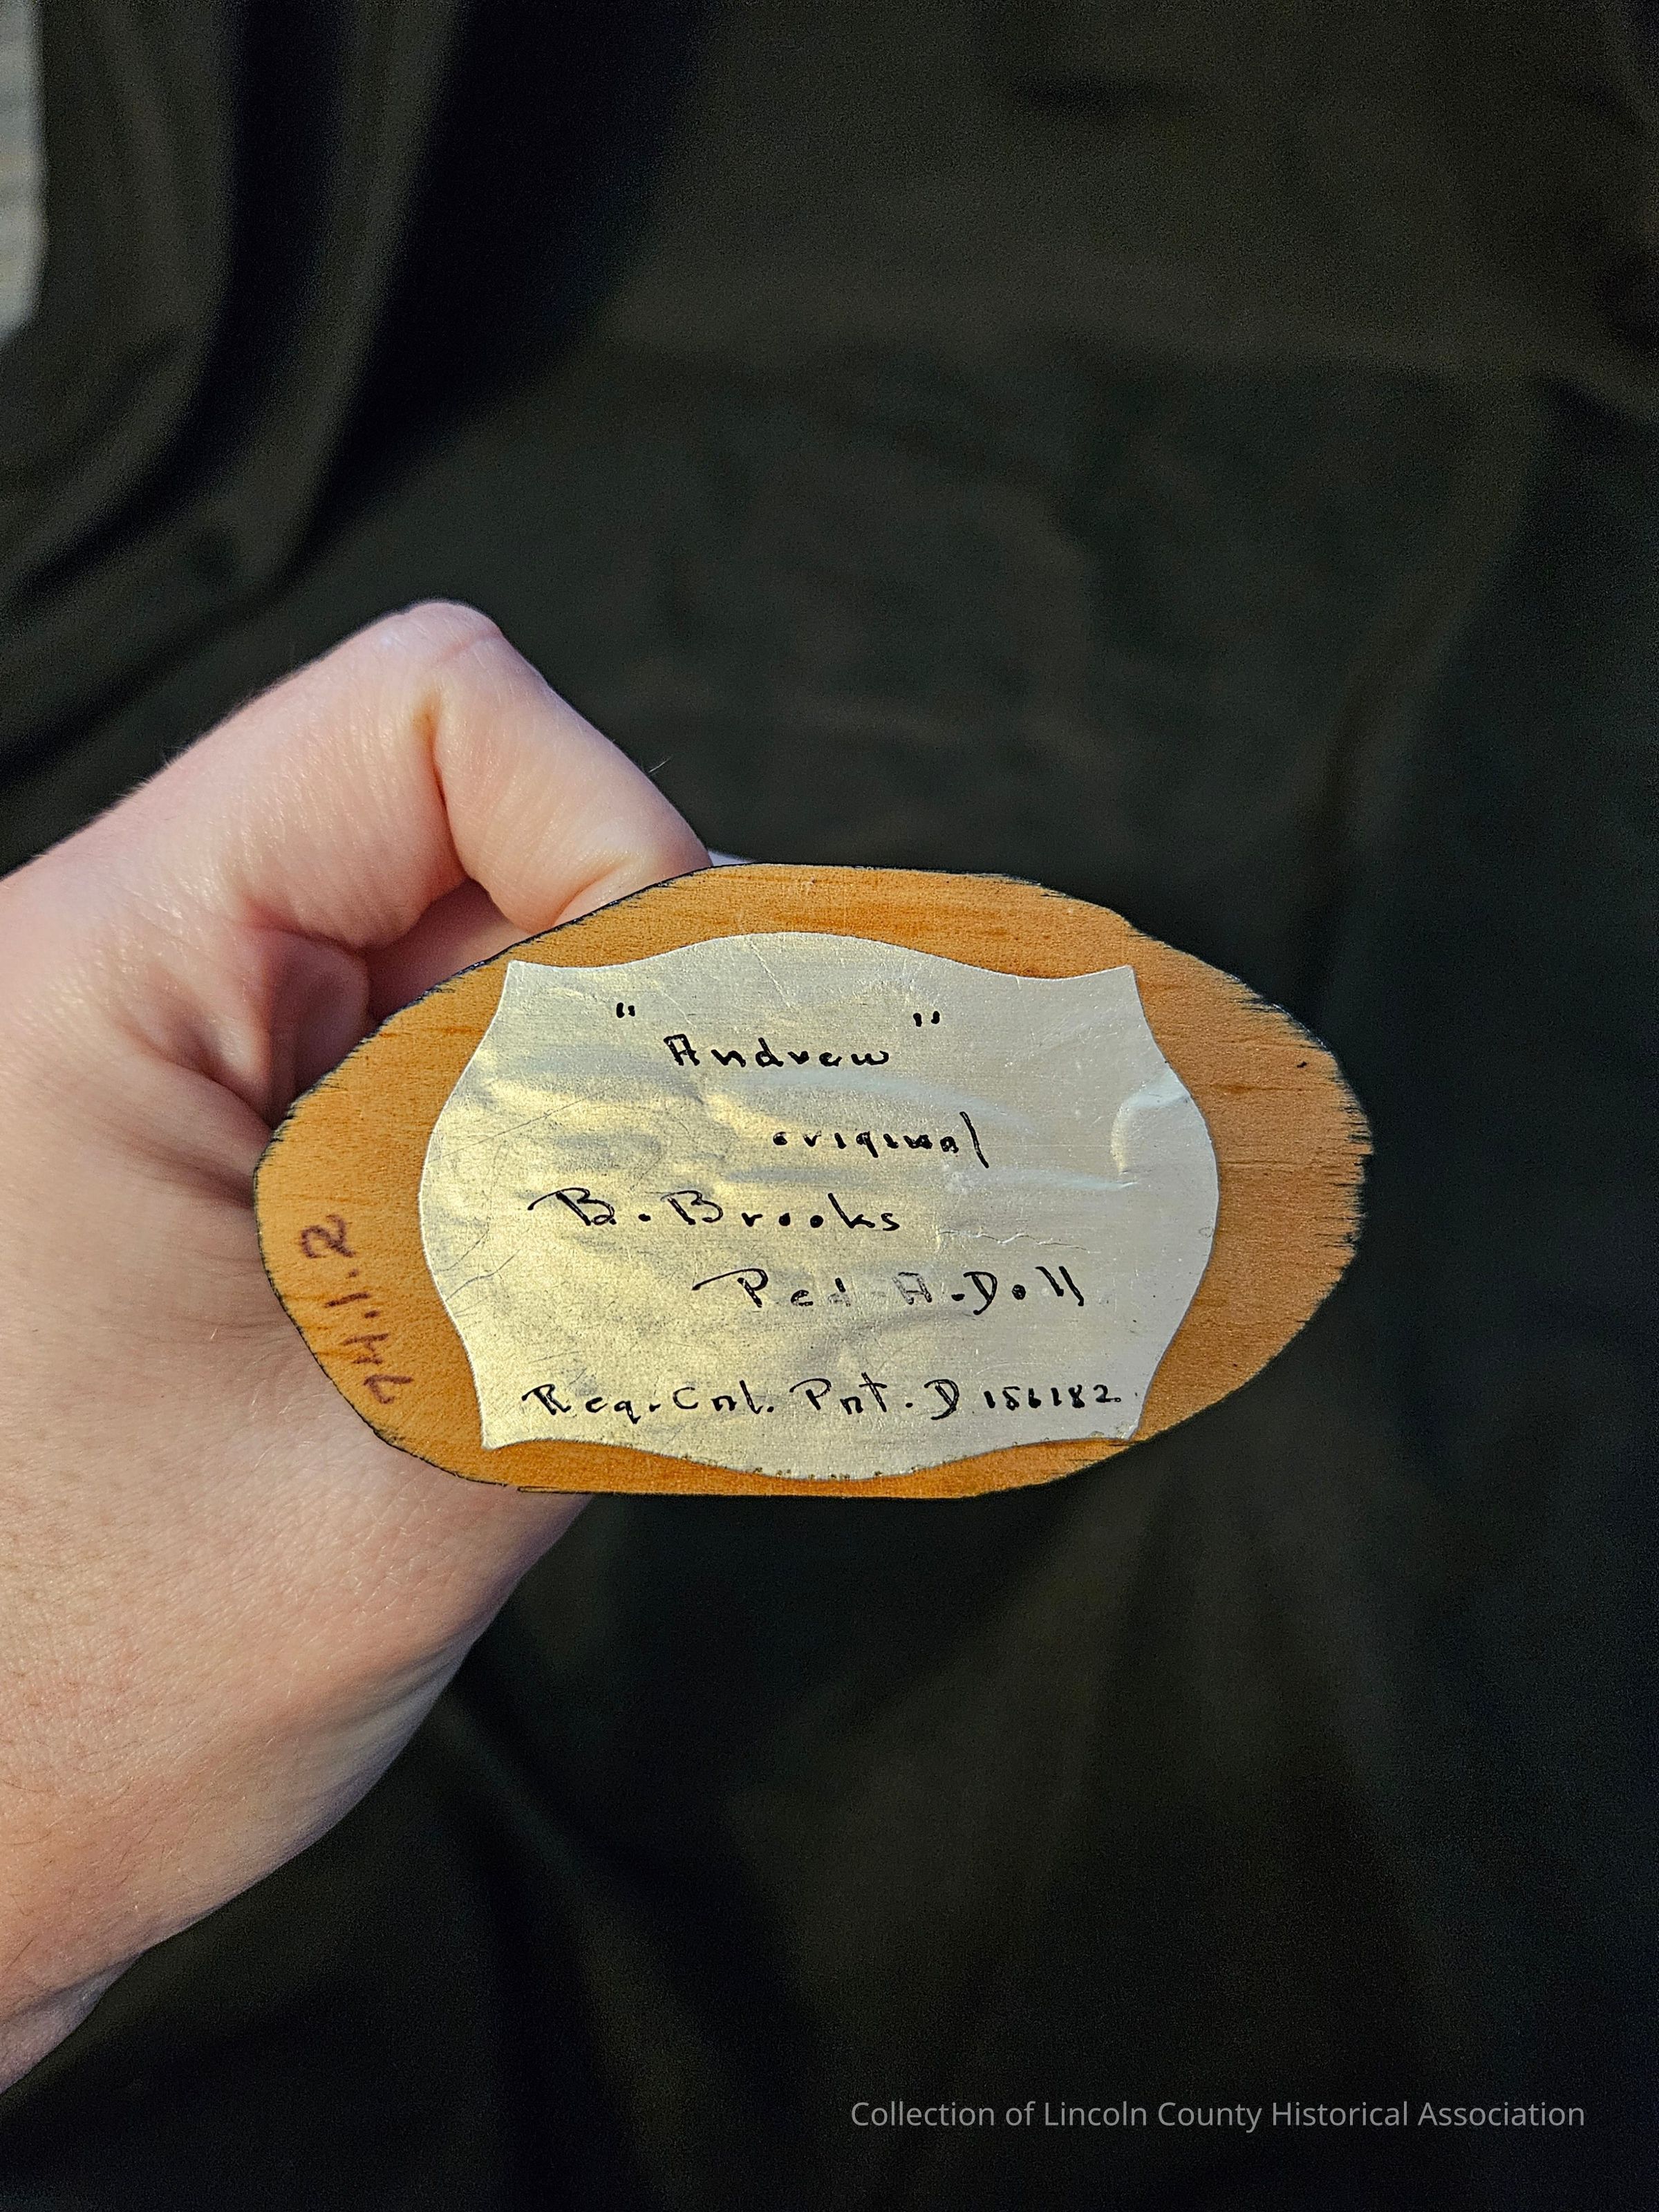 "Andrew"
original
B. Brooks
Ped-A-Doll
Reg. Cnl. Pnt. D 156182.
74.1.2
Collection of Lincoln County Historical Association